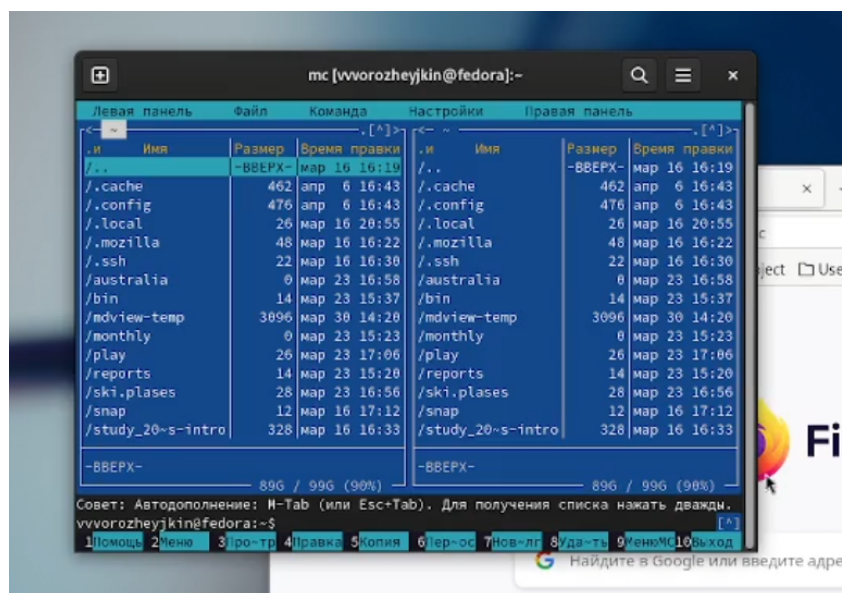 mc [vvvorozheyjkin@fedora]:~
Левая панель Файл Команда Настройки Правая панель
<─ ~ ─.[^]>┐┌<─ ~ ─.[^]>
.и Имя Размер Время правки .и Имя Размер Время правки
/.. -ВВЕРХ- мар 16 16:19 /.. -ВВЕРХ- мар 16 16:19
/.cache 462 апр 6 16:43 /.cache 462 апр 6 16:43
/.config 476 апр 6 16:43 /.config 476 апр 6 16:43
/.local 26 мар 16 20:55 /.local 26 мар 16 20:55
/.mozilla 48 мар 16 16:22 /.mozilla 48 мар 16 16:22
/.ssh 22 мар 16 16:30 /.ssh 22 мар 16 16:30
/australia 0 мар 23 16:58 /australia 0 мар 23 16:58
/bin 14 мар 23 15:37 /bin 14 мар 23 15:37
/mdview-temp 3096 мар 30 14:20 /mdview-temp 3096 мар 30 14:20
/monthly 0 мар 23 15:23 /monthly 0 мар 23 15:23
/play 26 мар 23 17:06 /play 26 мар 23 17:06
/reports 14 мар 23 15:20 /reports 14 мар 23 15:20
/ski.plases 28 мар 23 16:56 /ski.plases 28 мар 23 16:56
/snap 12 мар 16 17:12 /snap 12 мар 16 17:12
/study_20~s-intro 328 мар 16 16:33 /study_20~s-intro 328 мар 16 16:33
-ВВЕРХ- -ВВЕРХ-
89G / 99G (90%) 89G / 99G (90%)
Совет: Автодополнение: M-Tab (или Esc+Tab). Для получения списка нажать дважды.
vvvorozheyjkin@fedora:~$ [^]
1Помощь 2Меню 3Про~тр 4Правка 5Копия 6Пер~ос 7Нов~лг 8Уда~ть 9МенюMC 10Выход
c
ject Use
Fi
Найдите в Google или введите адре